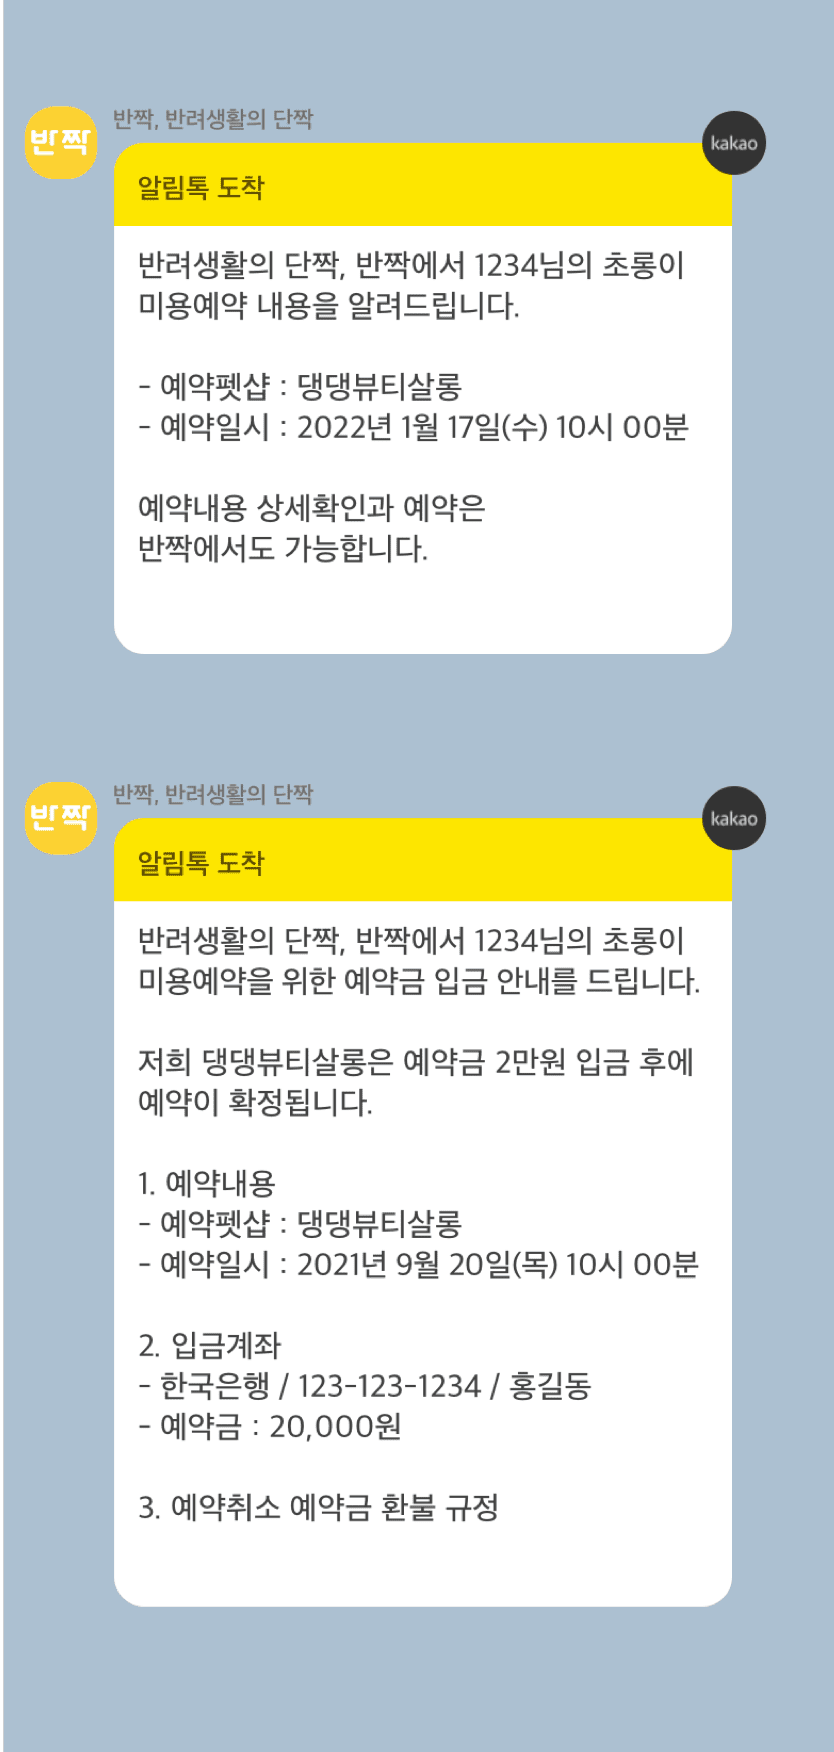 반짝, 반려생활의 단짝
반짝
kakao
알림톡 도착
반려생활의 단짝, 반짝에서 1234님의 초롱이
미용예약 내용을 알려드립니다.
- 예약펫샵 : 댕댕뷰티살롱
- 예약일시 : 2022년 1월 17일(수) 10시 00분
예약내용 상세확인과 예약은
반짝에서도 가능합니다.
반짝, 반려생활의 단짝
반짝
kakao
알림톡 도착
반려생활의 단짝, 반짝에서 1234님의 초롱이
미용예약을 위한 예약금 입금 안내를 드립니다.
저희 댕댕뷰티살롱은 예약금 2만원 입금 후에
예약이 확정됩니다.
1. 예약내용
- 예약펫샵 : 댕댕뷰티살롱
- 예약일시 : 2021년 9월 20일(목) 10시 00분
2. 입금계좌
- 한국은행 / 123-123-1234 / 홍길동
- 예약금 : 20,000원
3. 예약취소 예약금 환불 규정